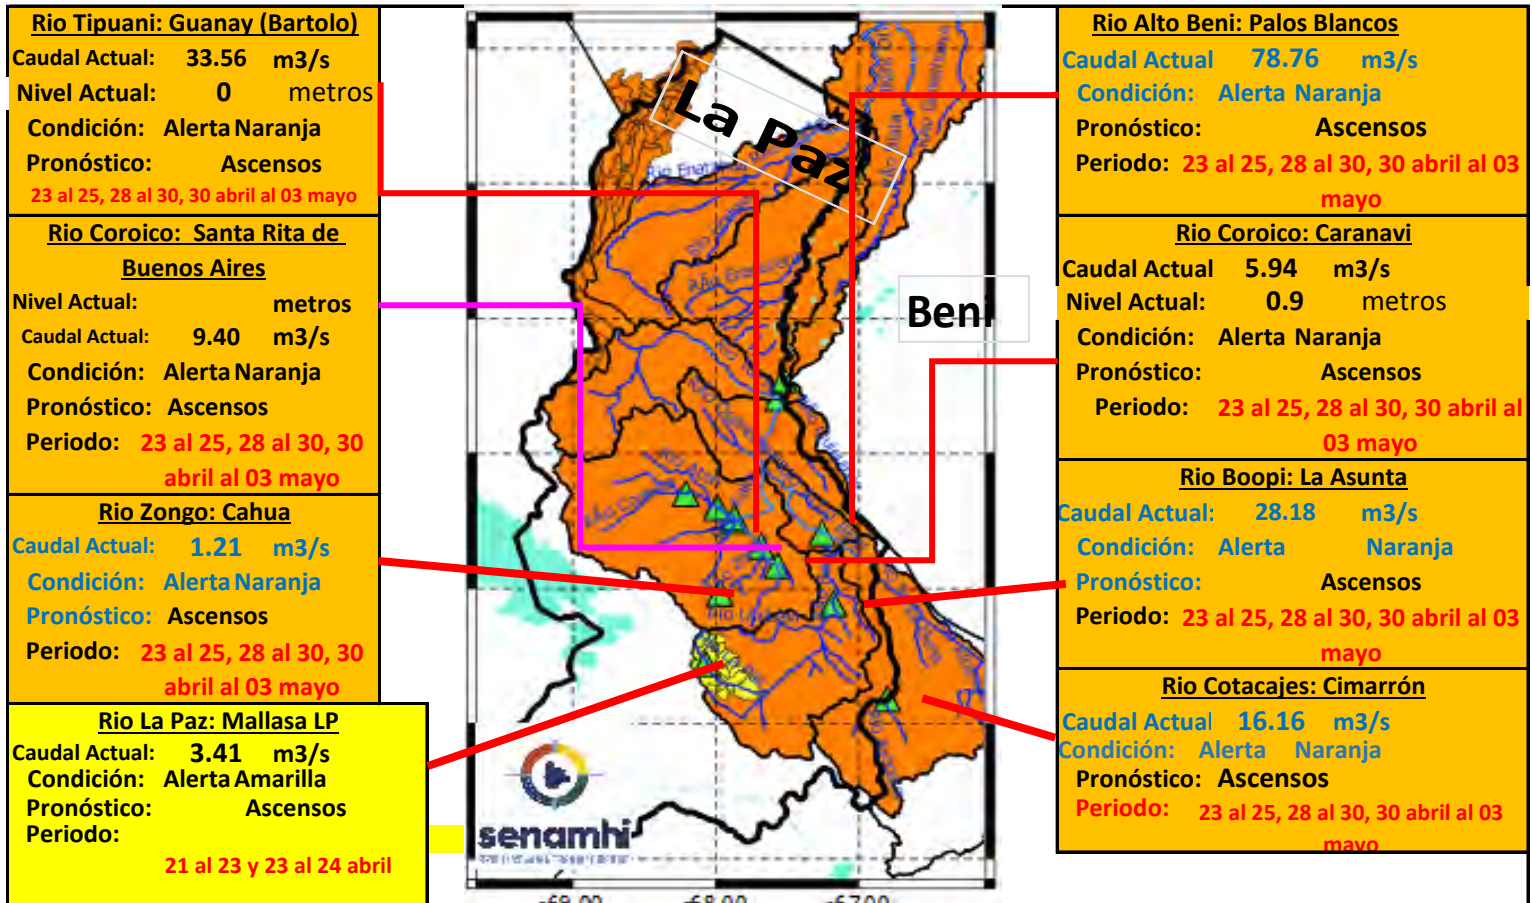 Rio Tipuani: Guanay (Bartolo)
Caudal Actual: 33.56 m3/s
Nivel Actual: 0 metros
Condición: Alerta Naranja
Pronóstico: Ascensos
23 al 25, 28 al 30, 30 abril al 03 mayo
Rio Coroico: Santa Rita de
Buenos Aires
Nivel Actual: metros
Caudal Actual: 9.40 m3/s
Condición: Alerta Naranja
Pronóstico: Ascensos
Periodo: 23 al 25, 28 al 30, 30
abril al 03 mayo
Rio Zongo: Cahua
Caudal Actual: 1.21 m3/s
Condición: Alerta Naranja
Pronóstico: Ascensos
Periodo: 23 al 25, 28 al 30, 30
abril al 03 mayo
Rio La Paz: Mallasa LP
Caudal Actual: 3.41 m3/s
Condición: Alerta Amarilla
Pronóstico: Ascensos
Periodo:
21 al 23 y 23 al 24 abril
La Paz
Beni
senamhi
-69.00 -68.00 -67.00
Rio Alto Beni: Palos Blancos
Caudal Actual 78.76 m3/s
Condición: Alerta Naranja
Pronóstico: Ascensos
Periodo: 23 al 25, 28 al 30, 30 abril al 03
mayo
Rio Coroico: Caranavi
Caudal Actual 5.94 m3/s
Nivel Actual: 0.9 metros
Condición: Alerta Naranja
Pronóstico: Ascensos
Periodo: 23 al 25, 28 al 30, 30 abril al
03 mayo
Rio Boopi: La Asunta
Caudal Actual: 28.18 m3/s
Condición: Alerta Naranja
Pronóstico: Ascensos
Periodo: 23 al 25, 28 al 30, 30 abril al 03
mayo
Rio Cotacajes: Cimarrón
Caudal Actual 16.16 m3/s
Condición: Alerta Naranja
Pronóstico: Ascensos
Periodo: 23 al 25, 28 al 30, 30 abril al 03
mayo